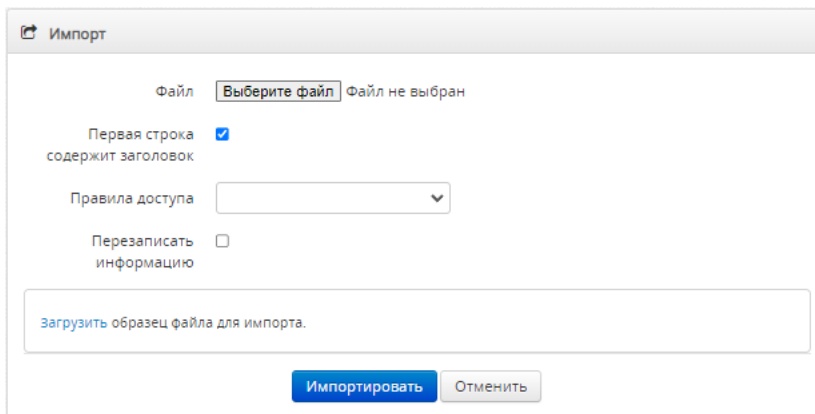 Импорт
Файл Выберите файл Файл не выбран
Первая строка
содержит заголовок
Правила доступа
Перезаписать
информацию
Загрузить образец файла для импорта.
Импортировать Отменить